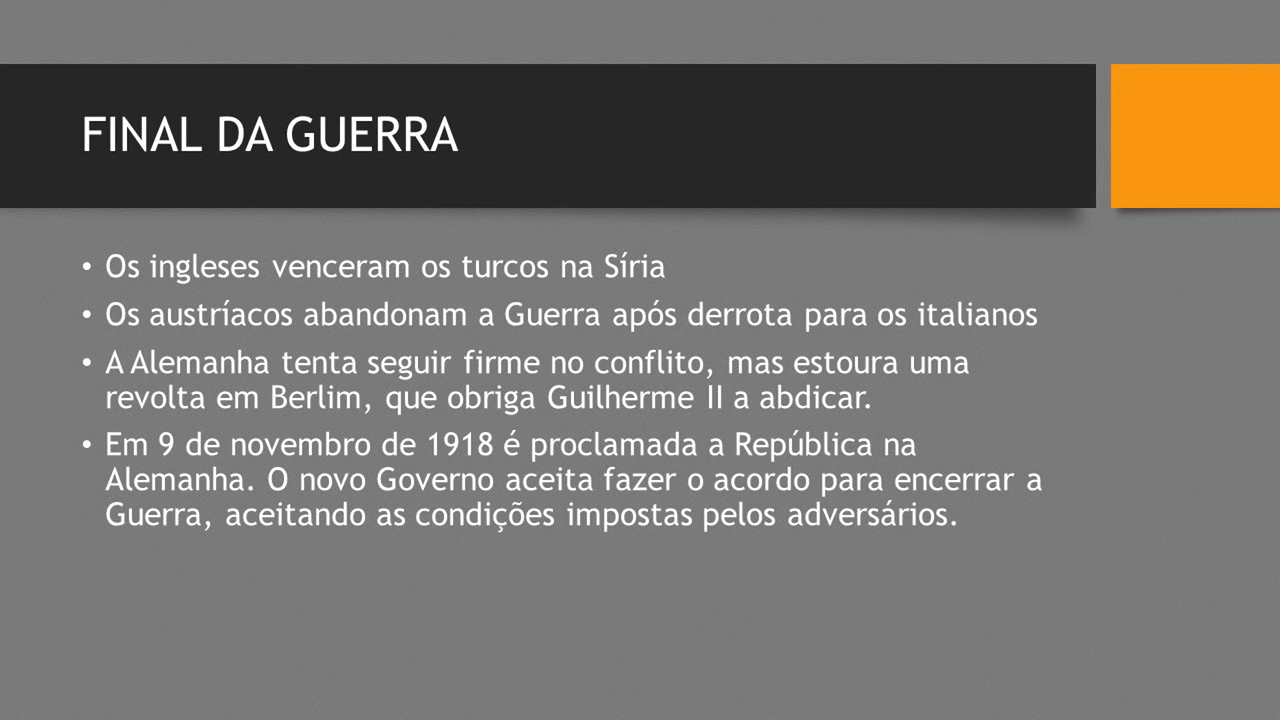 FINAL DA GUERRA
• Os ingleses venceram os turcos na Síria
• Os austríacos abandonam a Guerra após derrota para os italianos
• A Alemanha tenta seguir firme no conflito, mas estoura uma
revolta em Berlim, que obriga Guilherme II a abdicar.
• Em 9 de novembro de 1918 é proclamada a República na
Alemanha. O novo Governo aceita fazer o acordo para encerrar a
Guerra, aceitando as condições impostas pelos adversários.